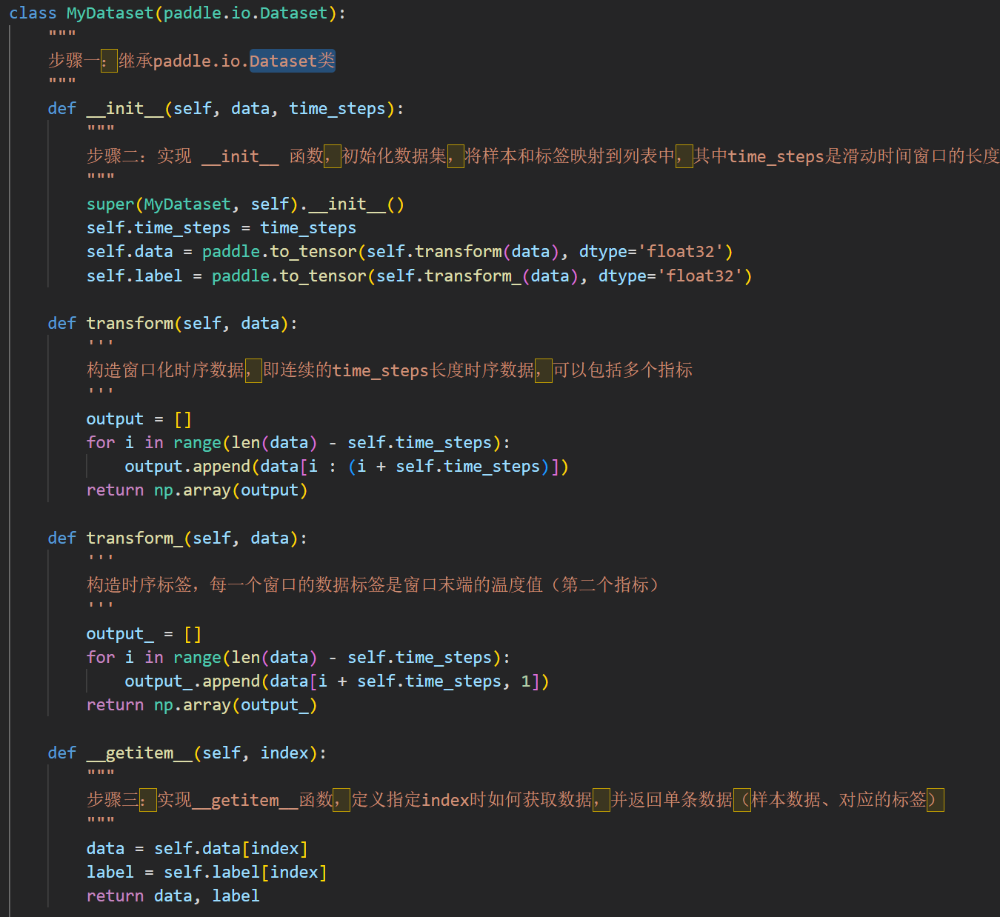 class MyDataset(paddle.io.Dataset):
    """
    步骤一：继承paddle.io.Dataset类
    """
    def __init__(self, data, time_steps):
        """
        步骤二：实现 __init__ 函数，初始化数据集，将样本和标签映射到列表中，其中time_steps是滑动时间窗口的长度
        """
        super(MyDataset, self).__init__()
        self.time_steps = time_steps
        self.data = paddle.to_tensor(self.transform(data), dtype='float32')
        self.label = paddle.to_tensor(self.transform_(data), dtype='float32')

    def transform(self, data):
        '''
        构造窗口化时序数据，即连续的time_steps长度时序数据，可以包括多个指标
        '''
        output = []
        for i in range(len(data) - self.time_steps):
            output.append(data[i : (i + self.time_steps)])
        return np.array(output)

    def transform_(self, data):
        '''
        构造时序标签，每一个窗口的数据标签是窗口末端的温度值（第二个指标）
        '''
        output_ = []
        for i in range(len(data) - self.time_steps):
            output_.append(data[i + self.time_steps, 1])
        return np.array(output_)

    def __getitem__(self, index):
        """
        步骤三：实现__getitem__函数，定义指定index时如何获取数据，并返回单条数据（样本数据、对应的标签）
        """
        data = self.data[index]
        label = self.label[index]
        return data, label